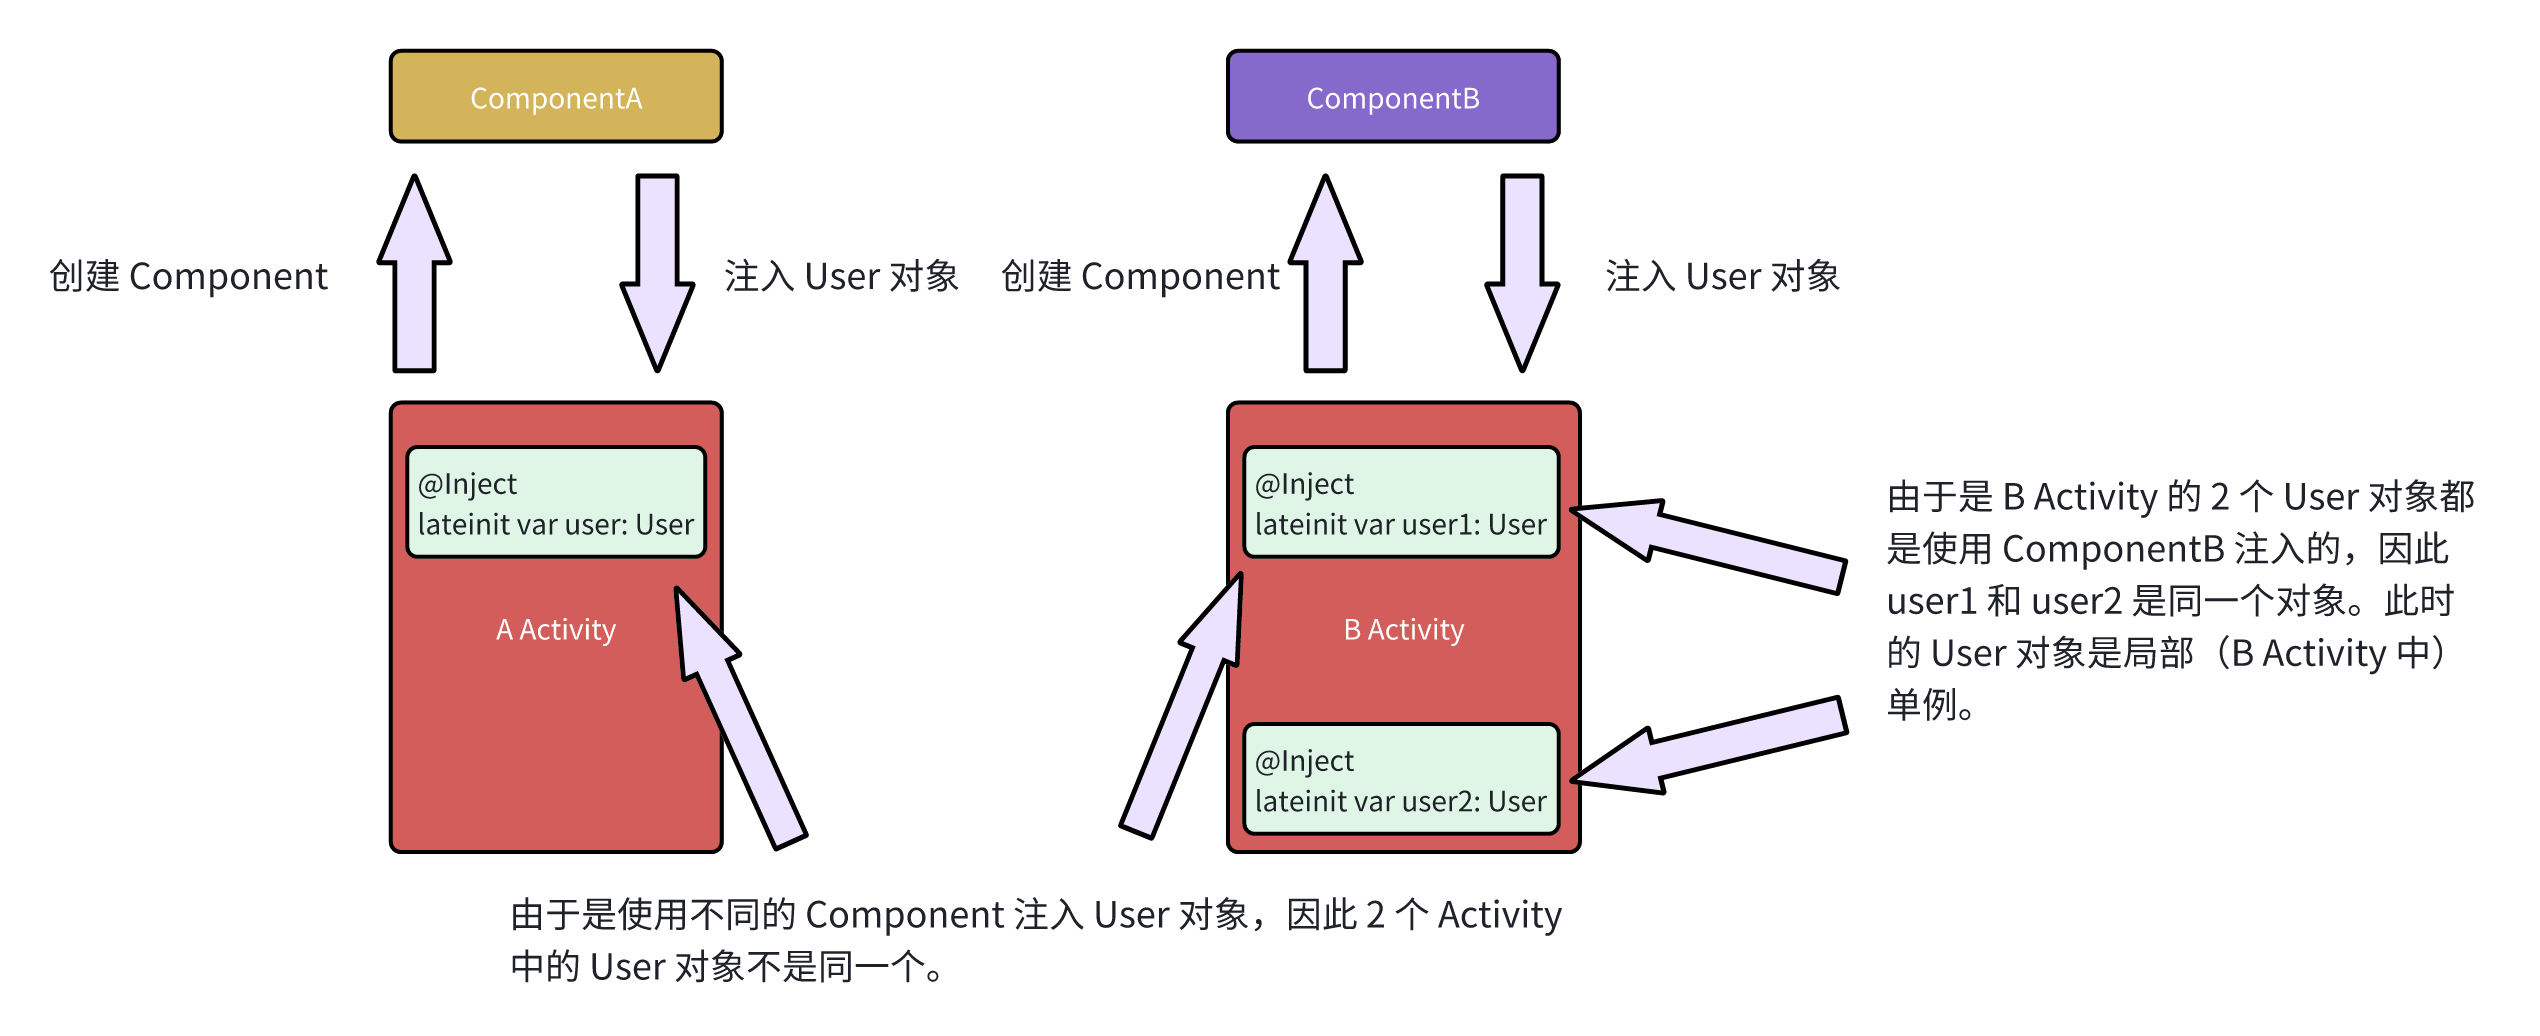 ComponentA
ComponentB
创建 Component
注入 User 对象
创建 Component
注入 User 对象
@Inject
lateinit var user: User
A Activity
@Inject
lateinit var user1: User
B Activity
@Inject
lateinit var user2: User
由于是 B Activity 的 2 个 User 对象都
是使用 ComponentB 注入的，因此
user1 和 user2 是同一个对象。此时
的 User 对象是局部（B Activity 中）
单例。
由于是使用不同的 Component 注入 User 对象，因此 2 个 Activity
中的 User 对象不是同一个。